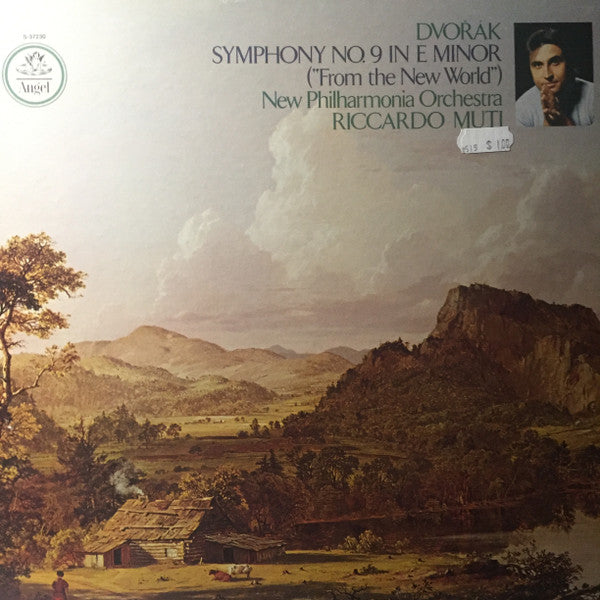 S-37230
Angel
DVOŘÁK
SYMPHONY NO. 9 IN E MINOR
("From the New World")
New Philharmonia Orchestra
RICCARDO MUTI
$ 1.00